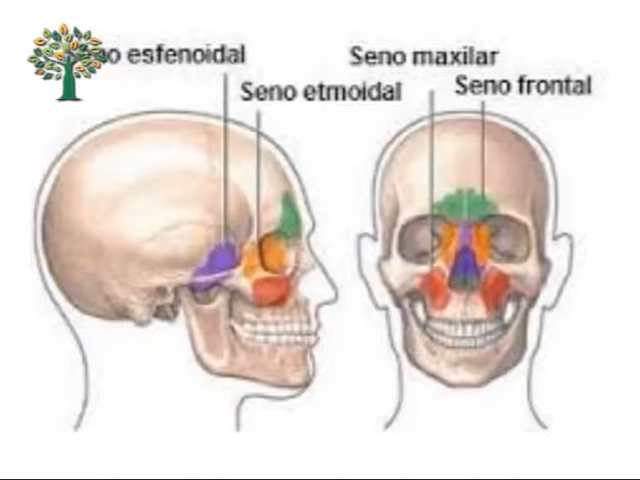 esfenoidal
Seno etmoidal
Seno maxilar
Seno frontal